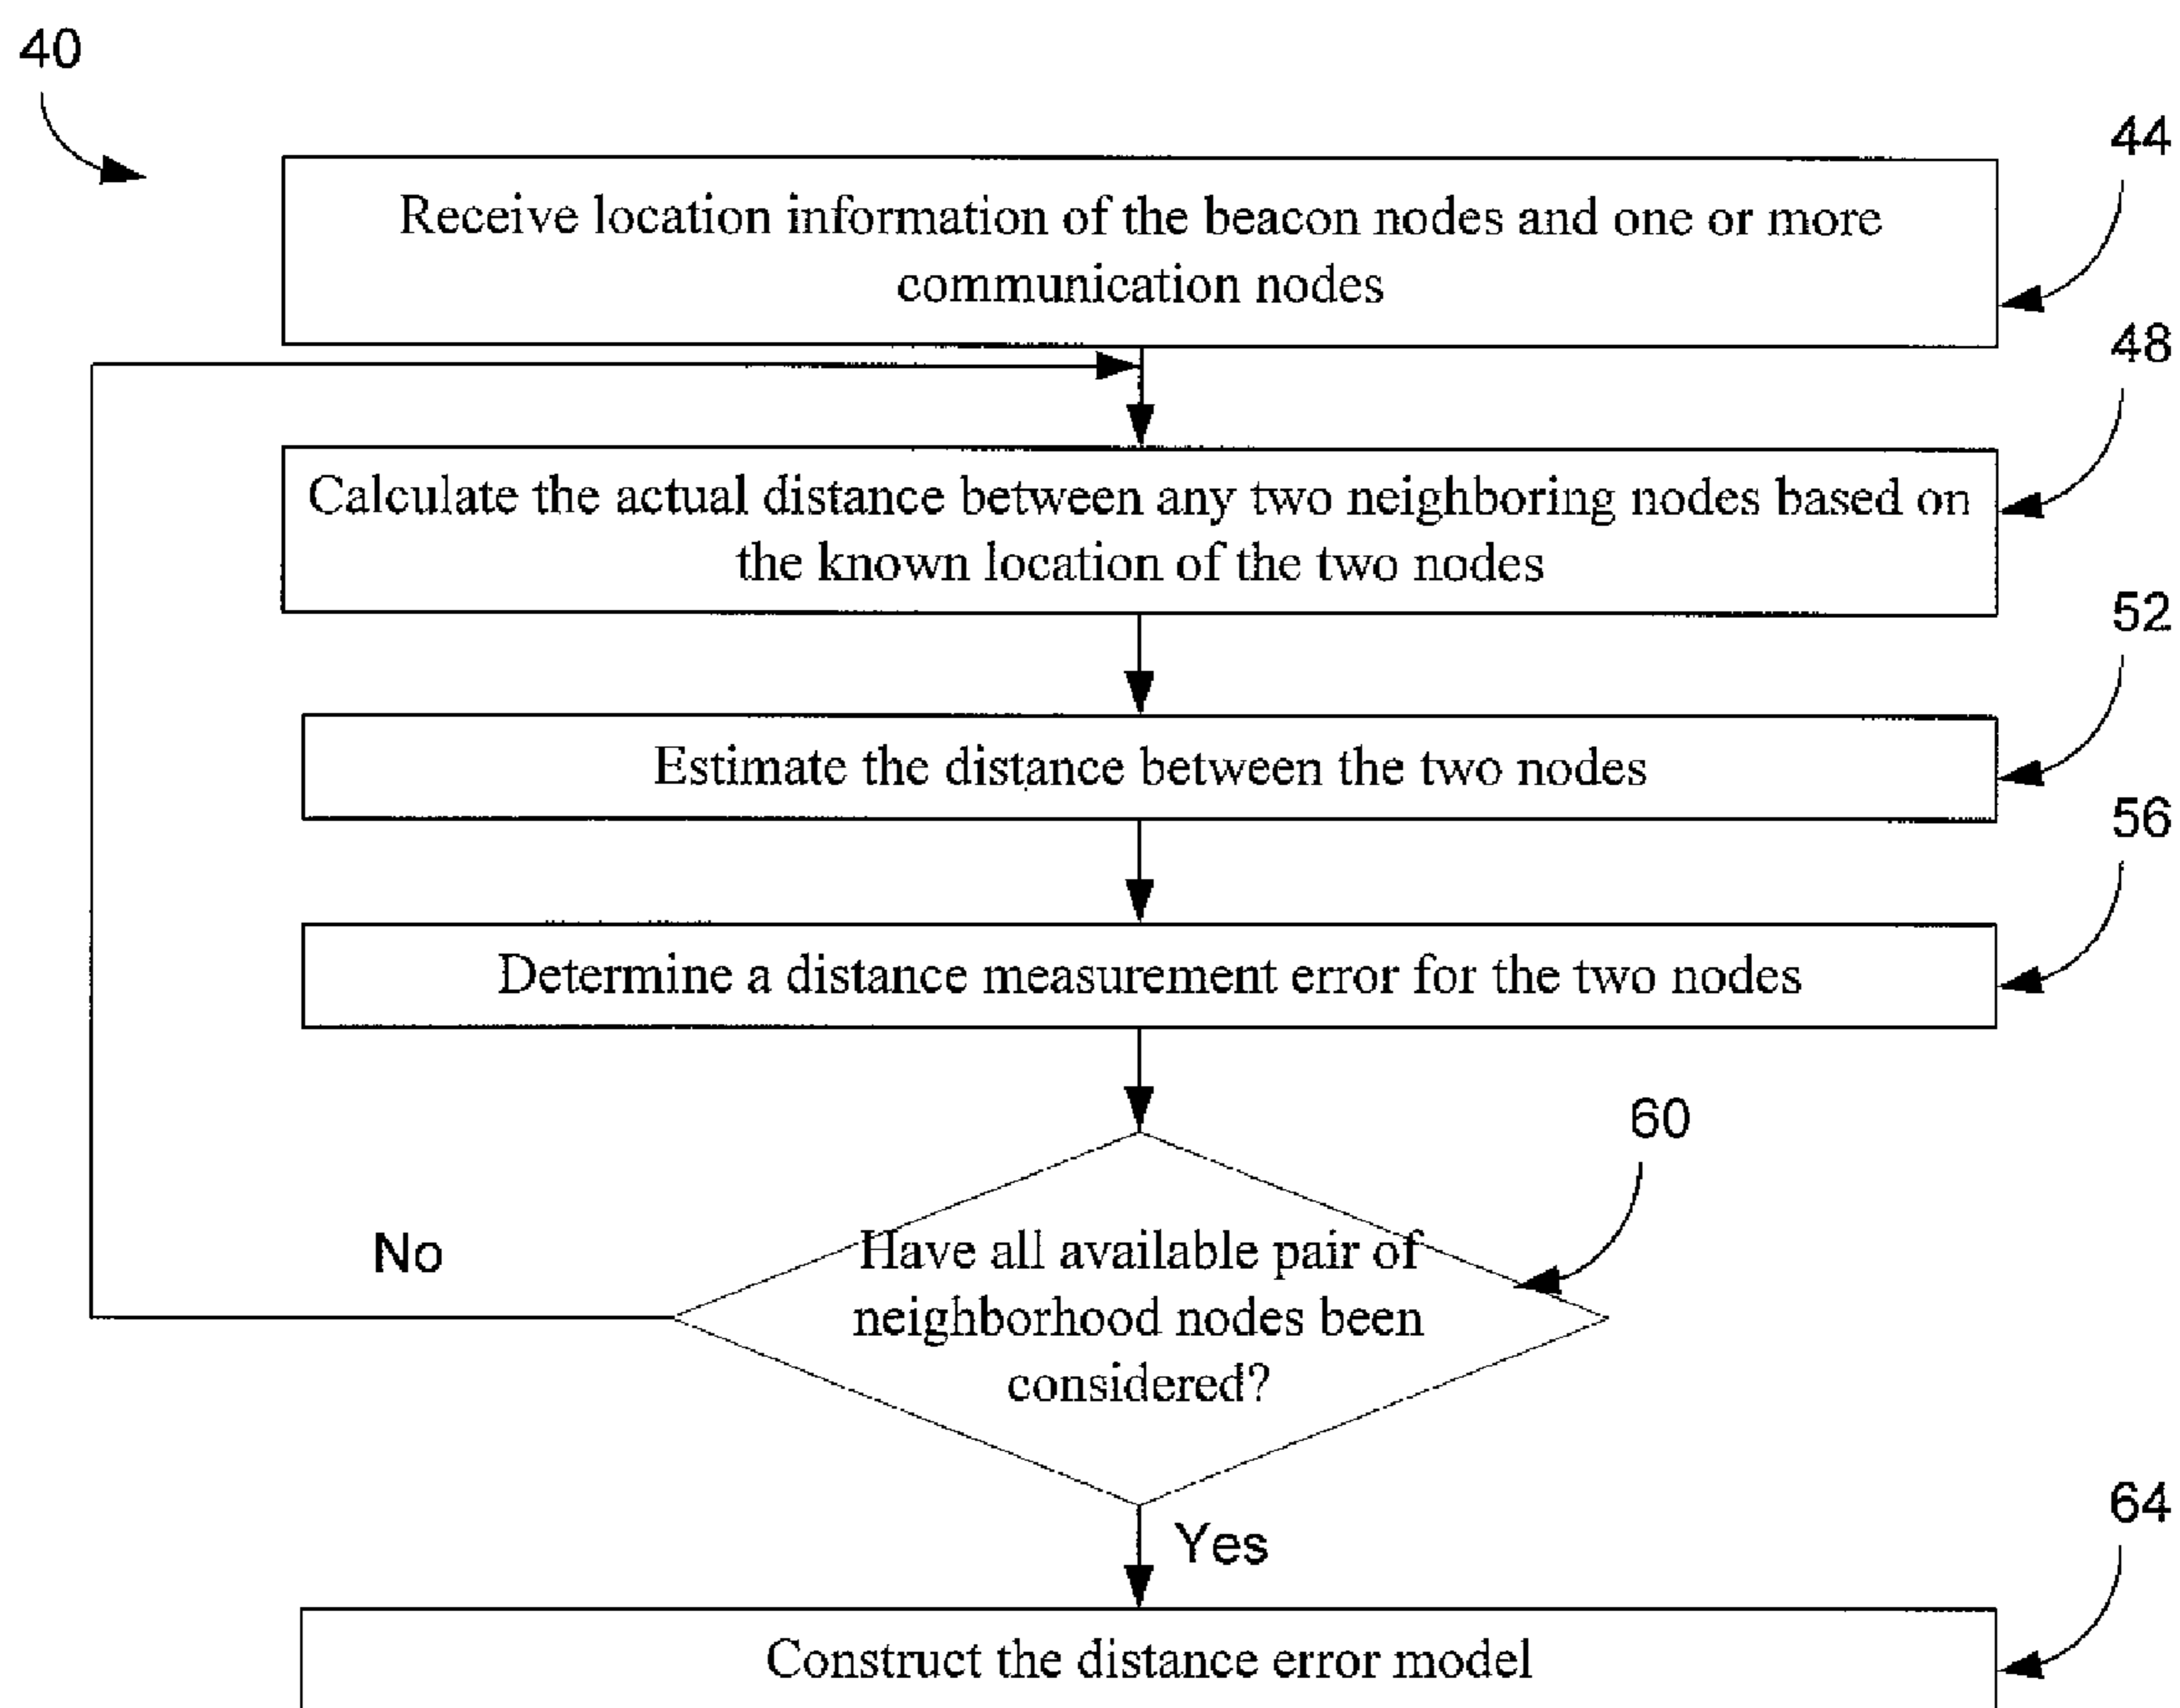 40
44
Receive location information of the beacon nodes and one or more
communication nodes
48
Calculate the actual distance between any two neighboring nodes based on
the known location of the two nodes
52
Estimate the distance between the two nodes
56
Determine a distance measurement error for the two nodes
60
Have all available pair of
neighborhood nodes been
considered?
No
Yes
64
Construct the distance error model